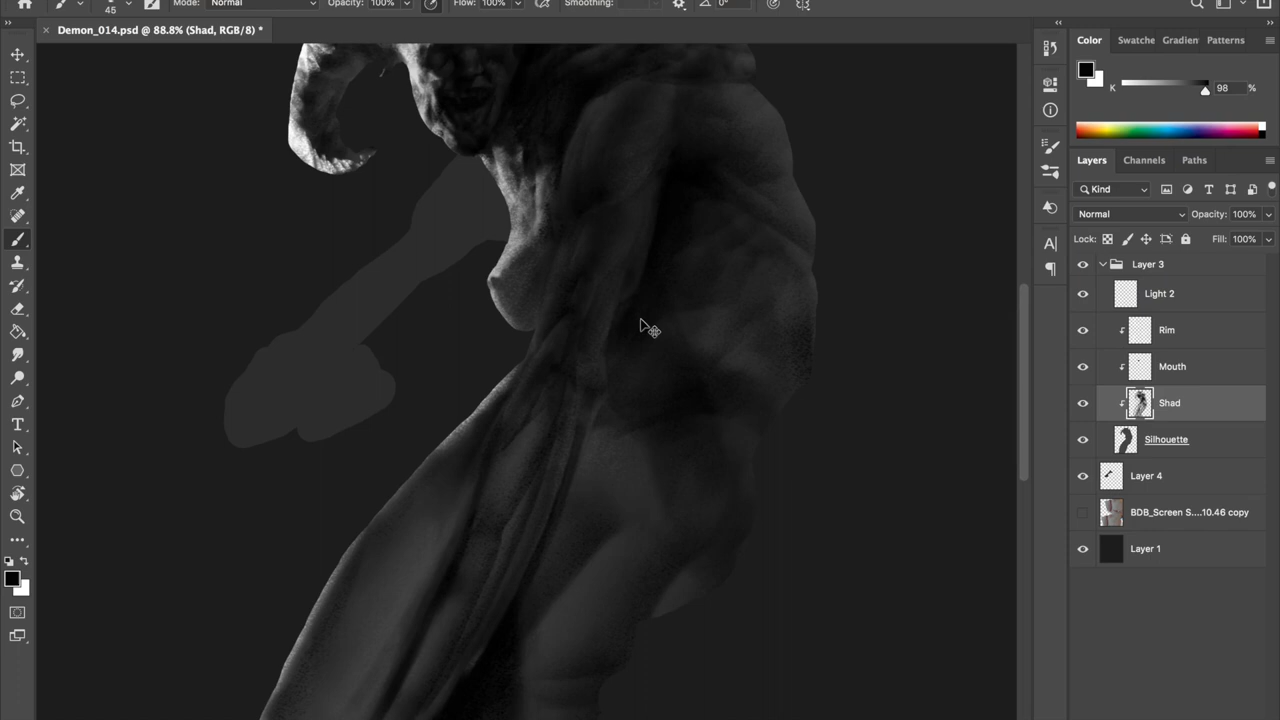 45 Mode: Normal Opacity: 100% Flow: 100% Smoothing: 0°
× Demon_014.psd @ 88.8% (Shad, RGB/8) *
Color Swatche Gradien Patterns
K 98 %
Layers Channels Paths
Kind
Normal Opacity: 100%
Lock: Fill: 100%
Layer 3
Light 2
Rim
Mouth
Shad
Silhouette
Layer 4
BDB_Screen S....10.46 copy
Layer 1